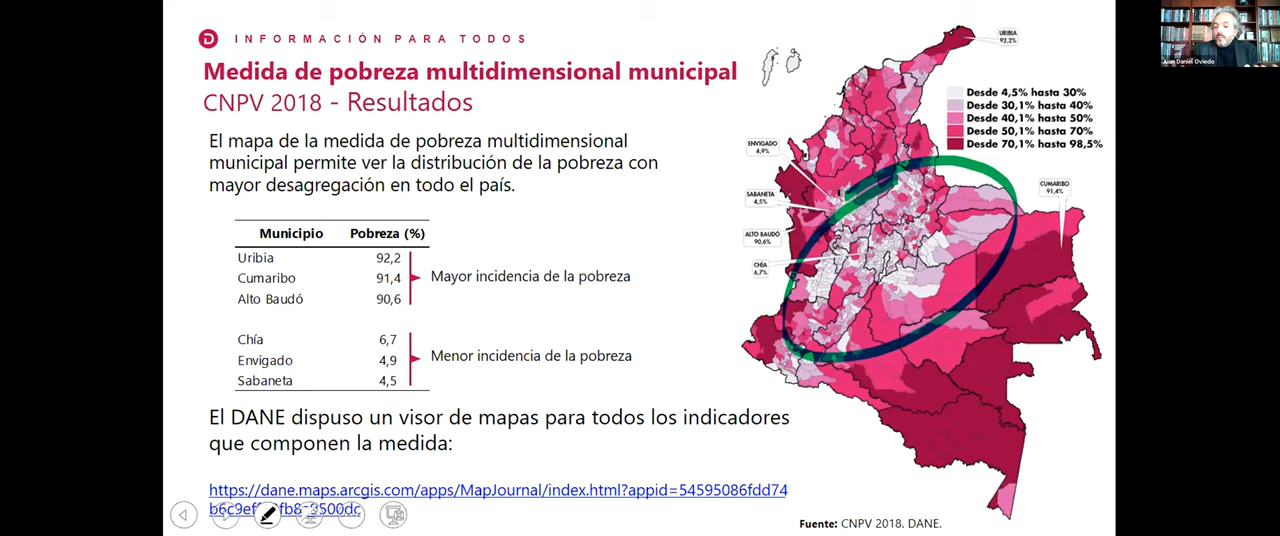 INFORMACIÓN PARA TODOS
Medida de pobreza multidimensional municipal
CNPV 2018 - Resultados
El mapa de la medida de pobreza multidimensional
municipal permite ver la distribución de la pobreza con
mayor desagregación en todo el país.
Municipio Pobreza (%)
Uribia 92,2
Cumaribo 91,4
Alto Baudó 90,6
Mayor incidencia de la pobreza
Chía 6,7
Envigado 4,9
Sabaneta 4,5
Menor incidencia de la pobreza
El DANE dispuso un visor de mapas para todos los indicadores
que componen la medida:
https://dane.maps.arcgis.com/apps/MapJournal/index.html?appid=54595086fdd74
URIBIA
92,2%
Desde 4,5% hasta 30%
Desde 30,1% hasta 40%
Desde 40,1% hasta 50%
Desde 50,1% hasta 70%
Desde 70,1% hasta 98,5%
ENVIGADO
4,9%
SABANETA
4,5%
ALTO BAUDÓ
90,6%
CHÍA
6,7%
CUMARIBO
91,4%
Fuente: CNPV 2018. DANE.
Juan Daniel Oviedo